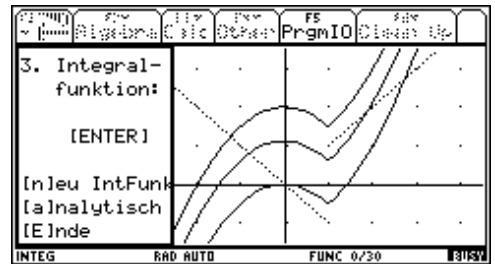 F5
Algebra Calc Other PrgmIO Clean Up
3. Integral-
funktion:
[ENTER]
[n]eu IntFunk
[a]nalytisch
[E]nde
INTEG RAD AUTO FUNC 0/30 BUSY